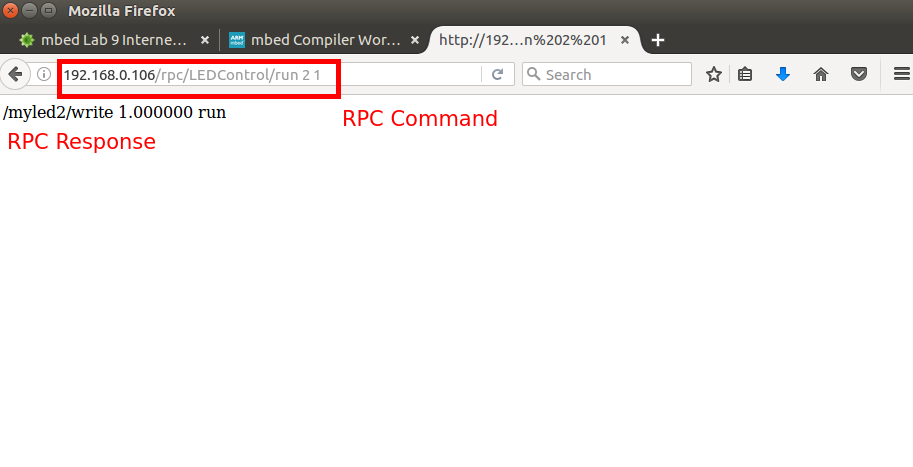 Mozilla Firefox
mbed Lab 9 Interne... mbed Compiler Wor... http://192...n%202%201
192.168.0.106/rpc/LEDControl/run 2 1 Search
/myled2/write 1.000000 run
RPC Command
RPC Response